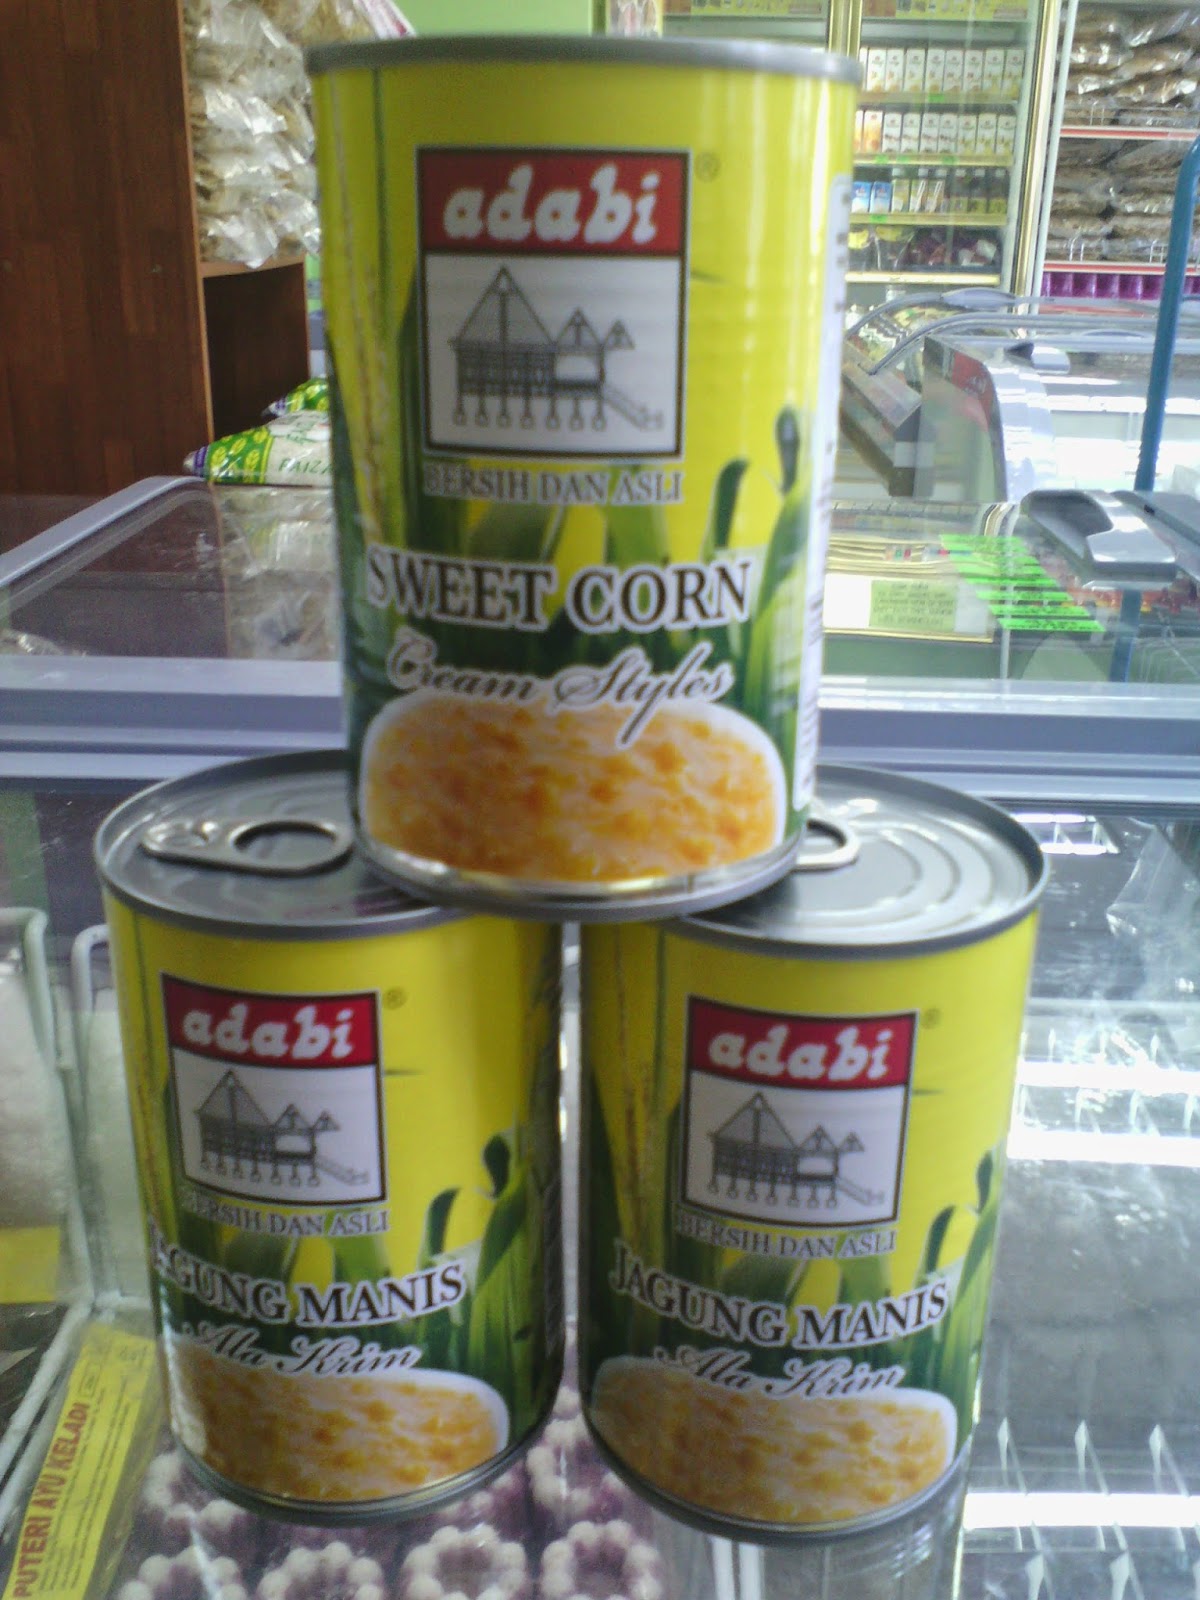 adabi
®
BERSIH DAN ASLI
SWEET CORN
Cream Styles
FAIZA
adabi
®
BERSIH DAN ASLI
JAGUNG MANIS
Ala Krim
adabi
®
BERSIH DAN ASLI
JAGUNG MANIS
Ala Krim
PUTERI AYU KELADI